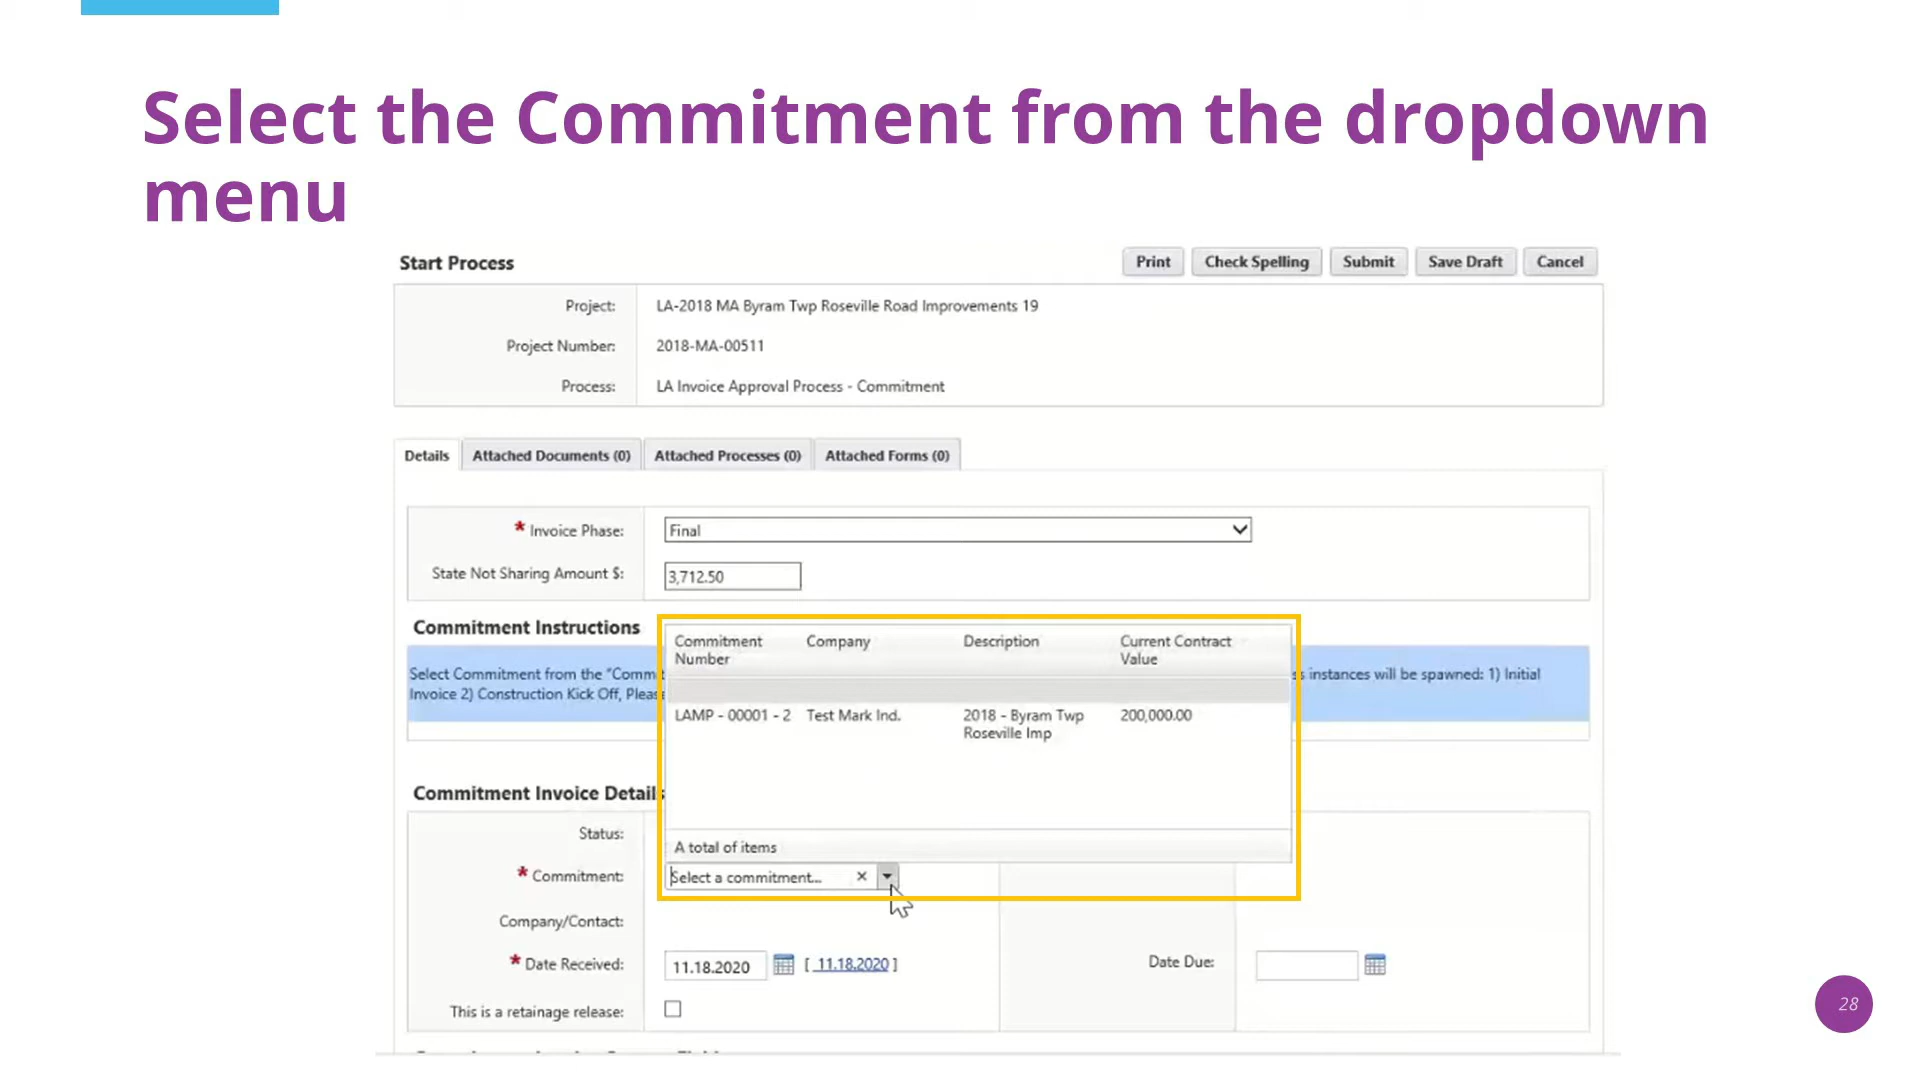 Select the Commitment from the dropdown
menu
Start Process
Print
Check Spelling
Submit
Save Draft
Cancel
Project: LA-2018 MA Byram Twp Roseville Road Improvements 19
Project Number: 2018-MA-00511
Process: LA Invoice Approval Process - Commitment
Details
Attached Documents (0)
Attached Processes (0)
Attached Forms (0)
* Invoice Phase: Final
State Not Sharing Amount $: 3,712.50
Commitment Instructions
Select Commitment from the "Comm
instances will be spawned: 1) Initial
Invoice 2) Construction Kick Off,
Commitment Company Description Current Contract
Number Value
LAMP - 00001 - 2 Test Mark Ind. 2018 - Byram Twp 200,000.00
Roseville Imp
A total of items
Commitment Invoice Details
Status:
* Commitment: Select a commitment...
Company/Contact:
* Date Received: 11.18.2020 [ 11.18.2020 ] Date Due:
This is a retainage release:
28